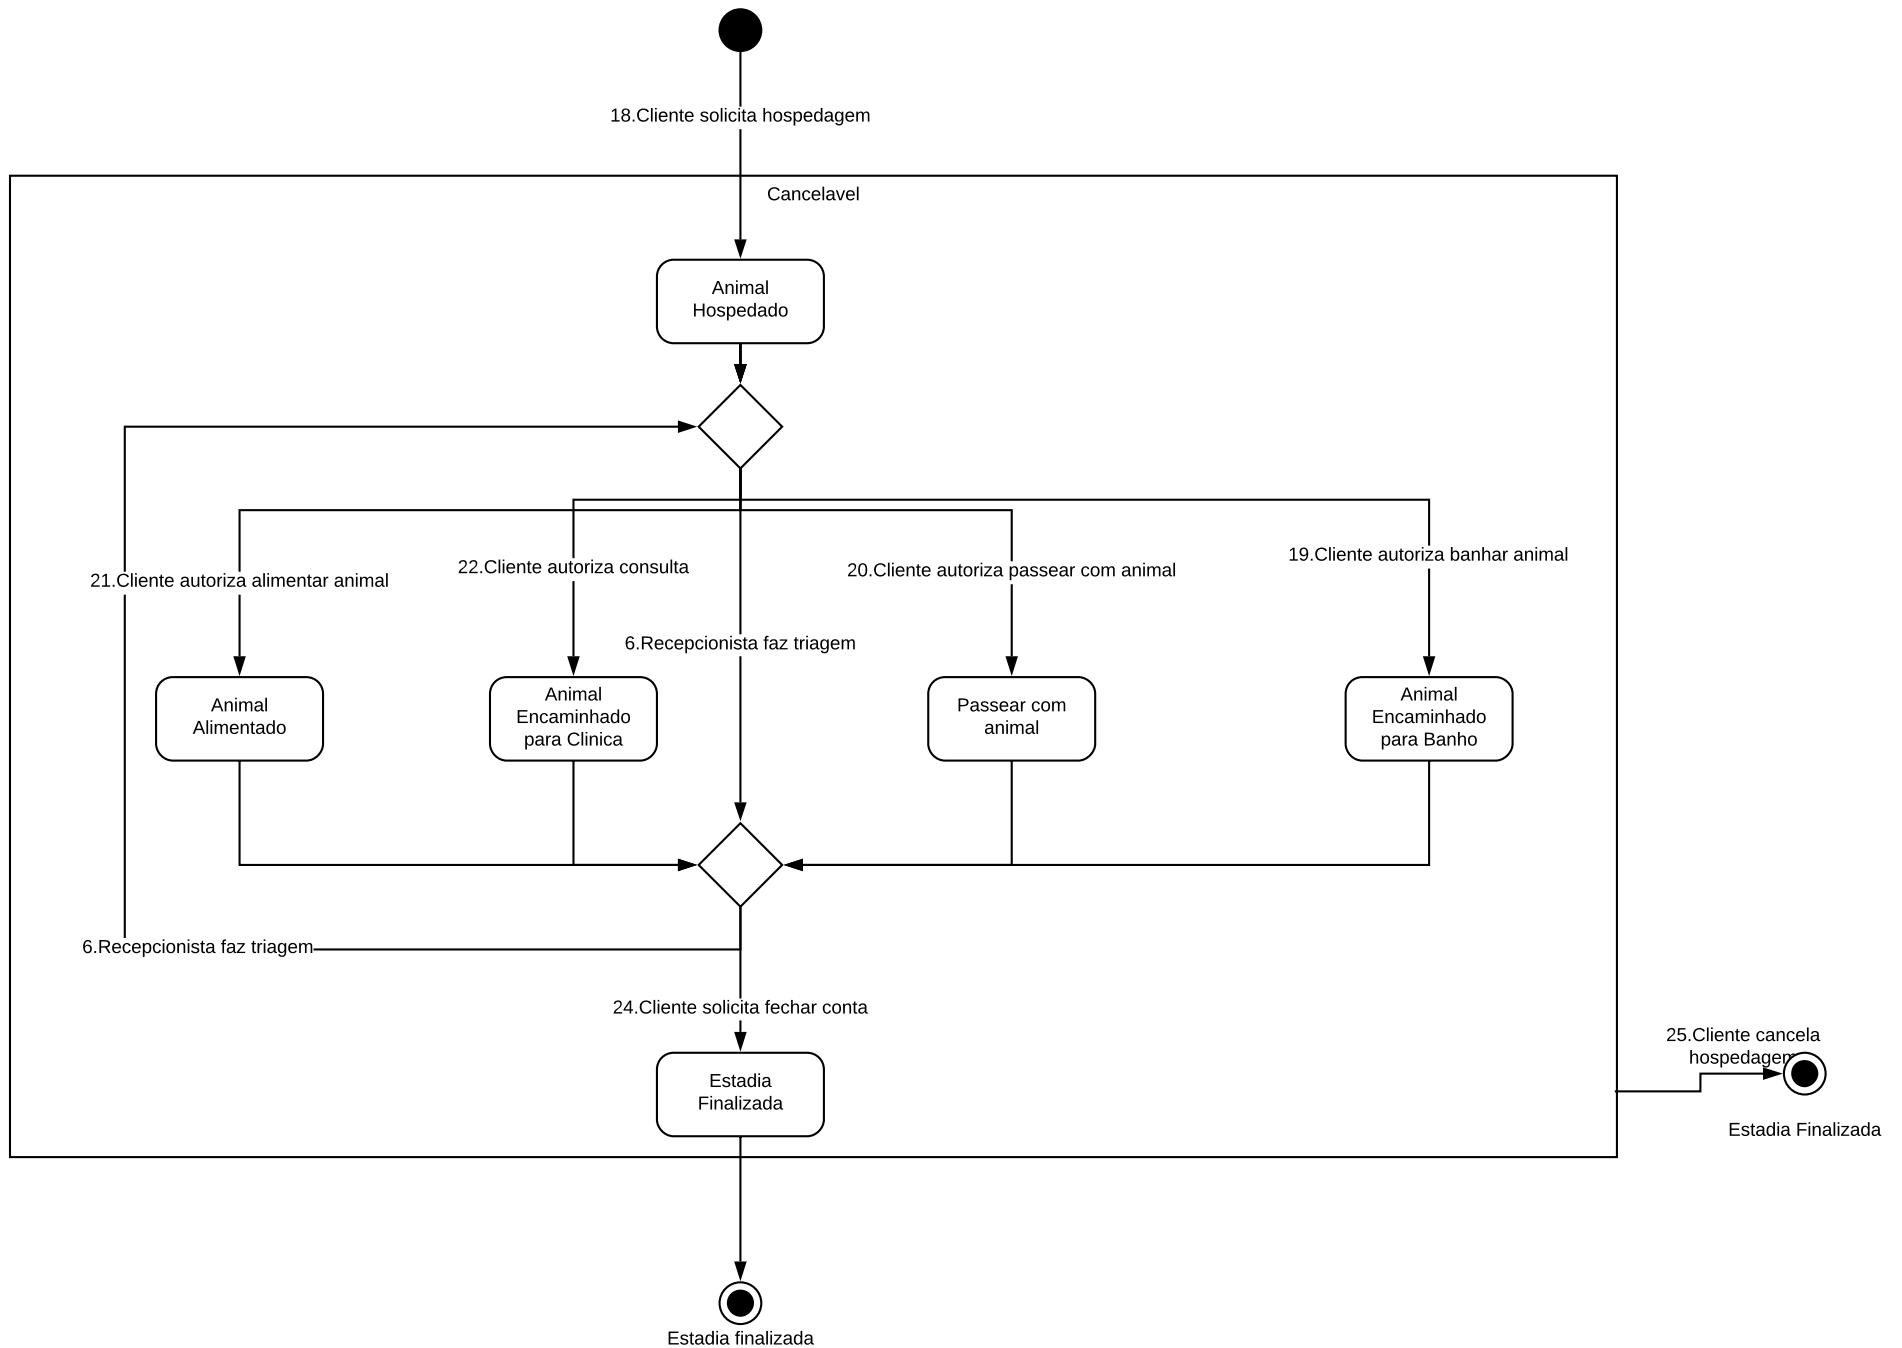 18.Cliente solicita hospedagem
Cancelavel
Animal
Hospedado
21.Cliente autoriza alimentar animal
22.Cliente autoriza consulta
20.Cliente autoriza passear com animal
19.Cliente autoriza banhar animal
6.Recepcionista faz triagem
Animal
Alimentado
Animal
Encaminhado
para Clinica
Passear com
animal
Animal
Encaminhado
para Banho
6.Recepcionista faz triagem
24.Cliente solicita fechar conta
Estadia
Finalizada
25.Cliente cancela
hospedagem
Estadia Finalizada
Estadia finalizada